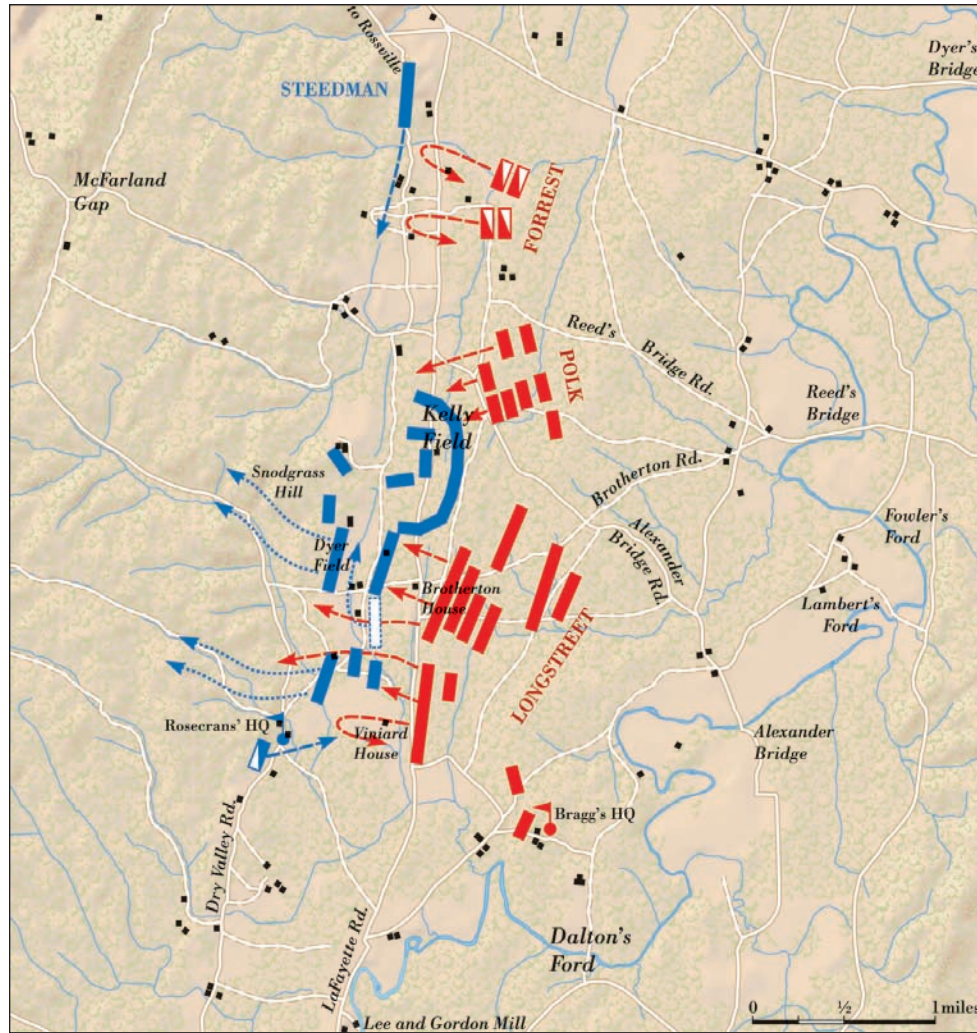 to Rossville
Dyer's
Bridge
STEEDMAN
McFarland
Gap
FORREST
Reed's
Bridge Rd.
POLK
Reed's
Bridge
Kelly
Field
Snodgrass
Hill
Brotherton Rd.
Fowler's
Ford
Alexander
Bridge Rd.
Dyer
Field
Brotherton
House
Lambert's
Ford
LONGSTREET
Rosecrans' HQ
Viniard
House
Alexander
Bridge
Bragg's HQ
Dry Valley Rd.
LaFayette Rd.
Dalton's
Ford
0 ½ 1miles
Lee and Gordon Mill